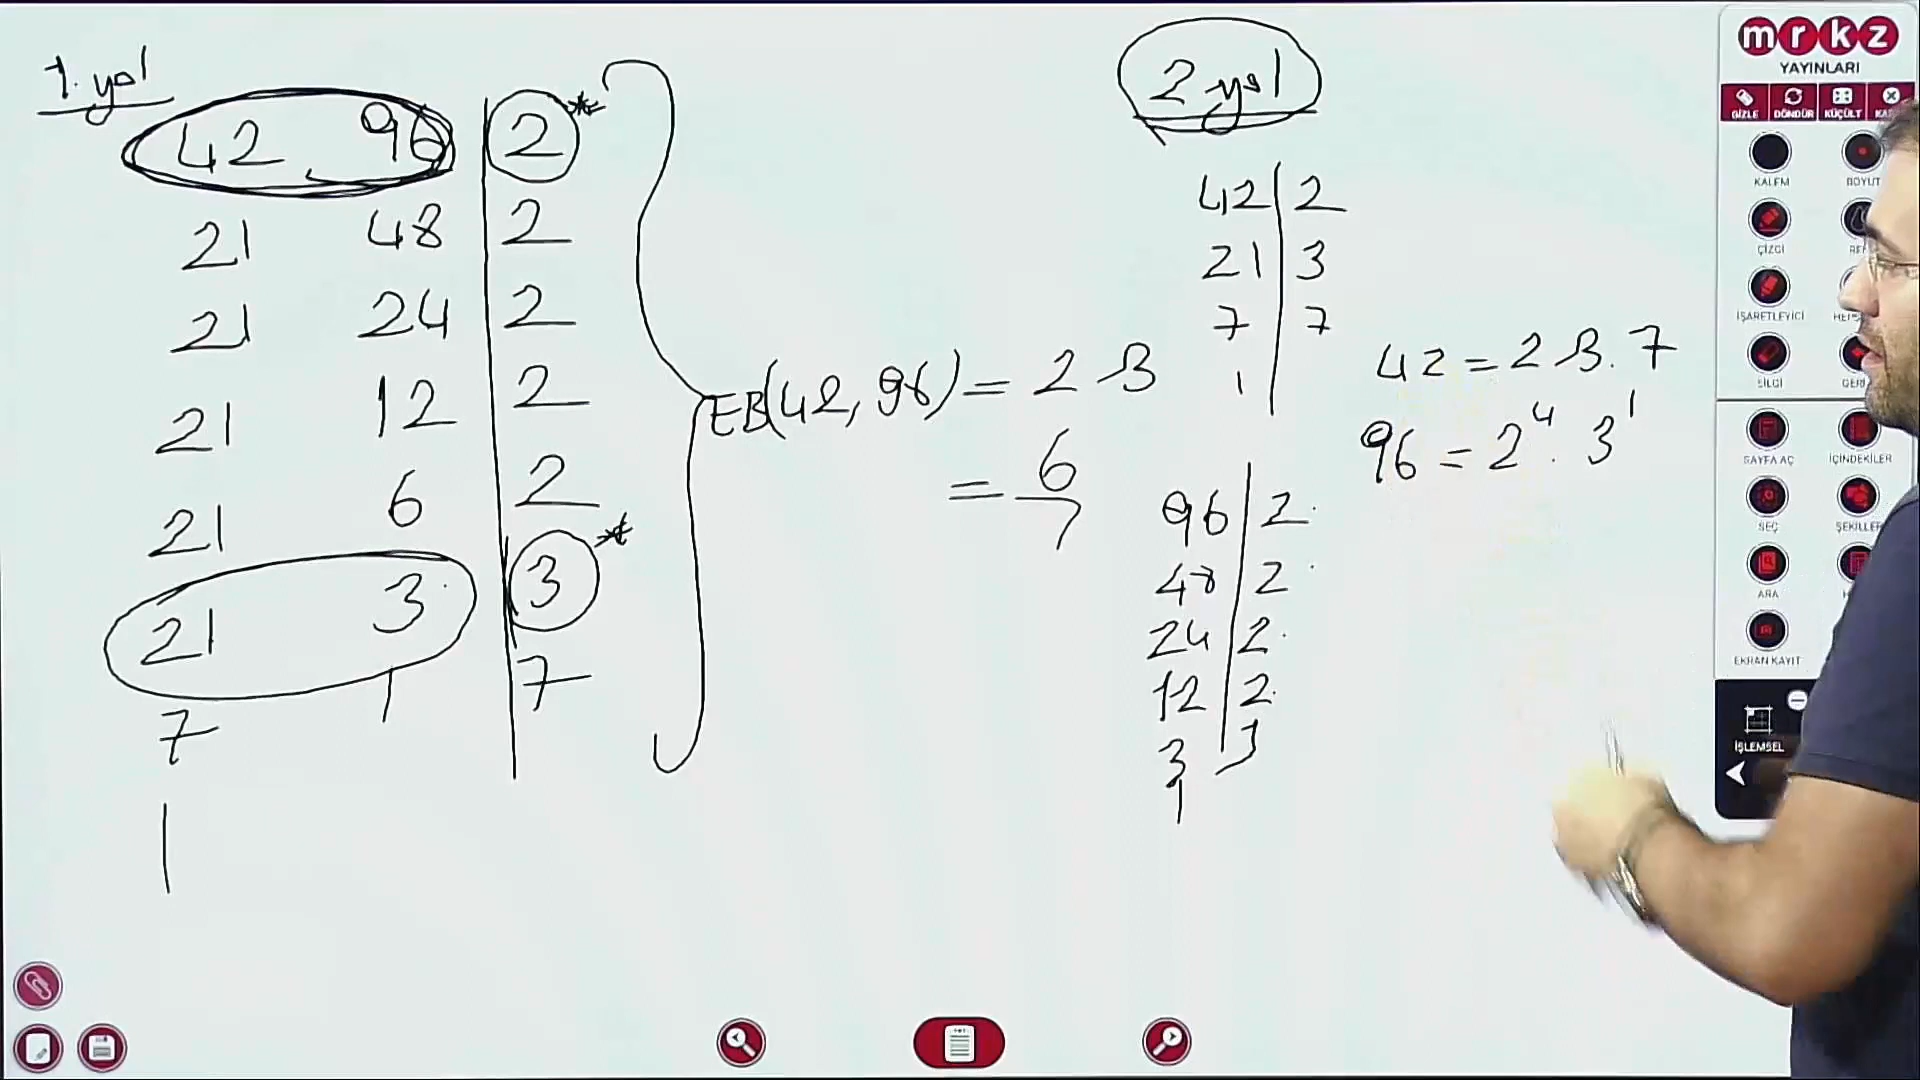 1. yol
42, 96 | 2 *
21 48 | 2
21 24 | 2
21 12 | 2
21 6 | 2
21 3 | 3 *
7 1 | 7
1
EB(42, 96) = 2.3
= 6
2 yol
42 | 2
21 | 3
7 | 7
1
96 | 2
48 | 2
24 | 2
12 | 2
3 | 3
1
42 = 2.3.7
96 = 2⁴.3¹
mrkz
YAYINLARI
GİZLE DÖNDÜR KÜÇÜLT
KALEM BOYUT
ÇİZGİ
İŞARETLEYİCİ
SİLGİ
SAYFA AÇ İÇİNDEKİLER
SEÇ ŞEKİLLER
ARA
EKRAN KAYIT
İŞLEMSEL